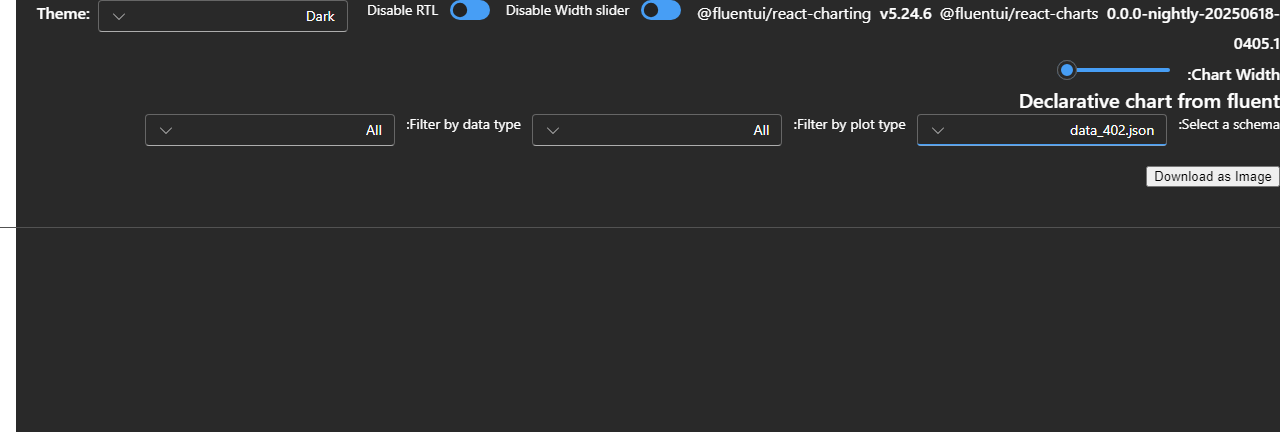 Theme: Dark Disable RTL Disable Width slider @fluentui/react-charting v5.24.6 @fluentui/react-charts 0.0.0-nightly-20250618-
0405.1
:Chart Width
Declarative chart from fluent
:Select a schema data_402.json :Filter by plot type All :Filter by data type All
Download as Image